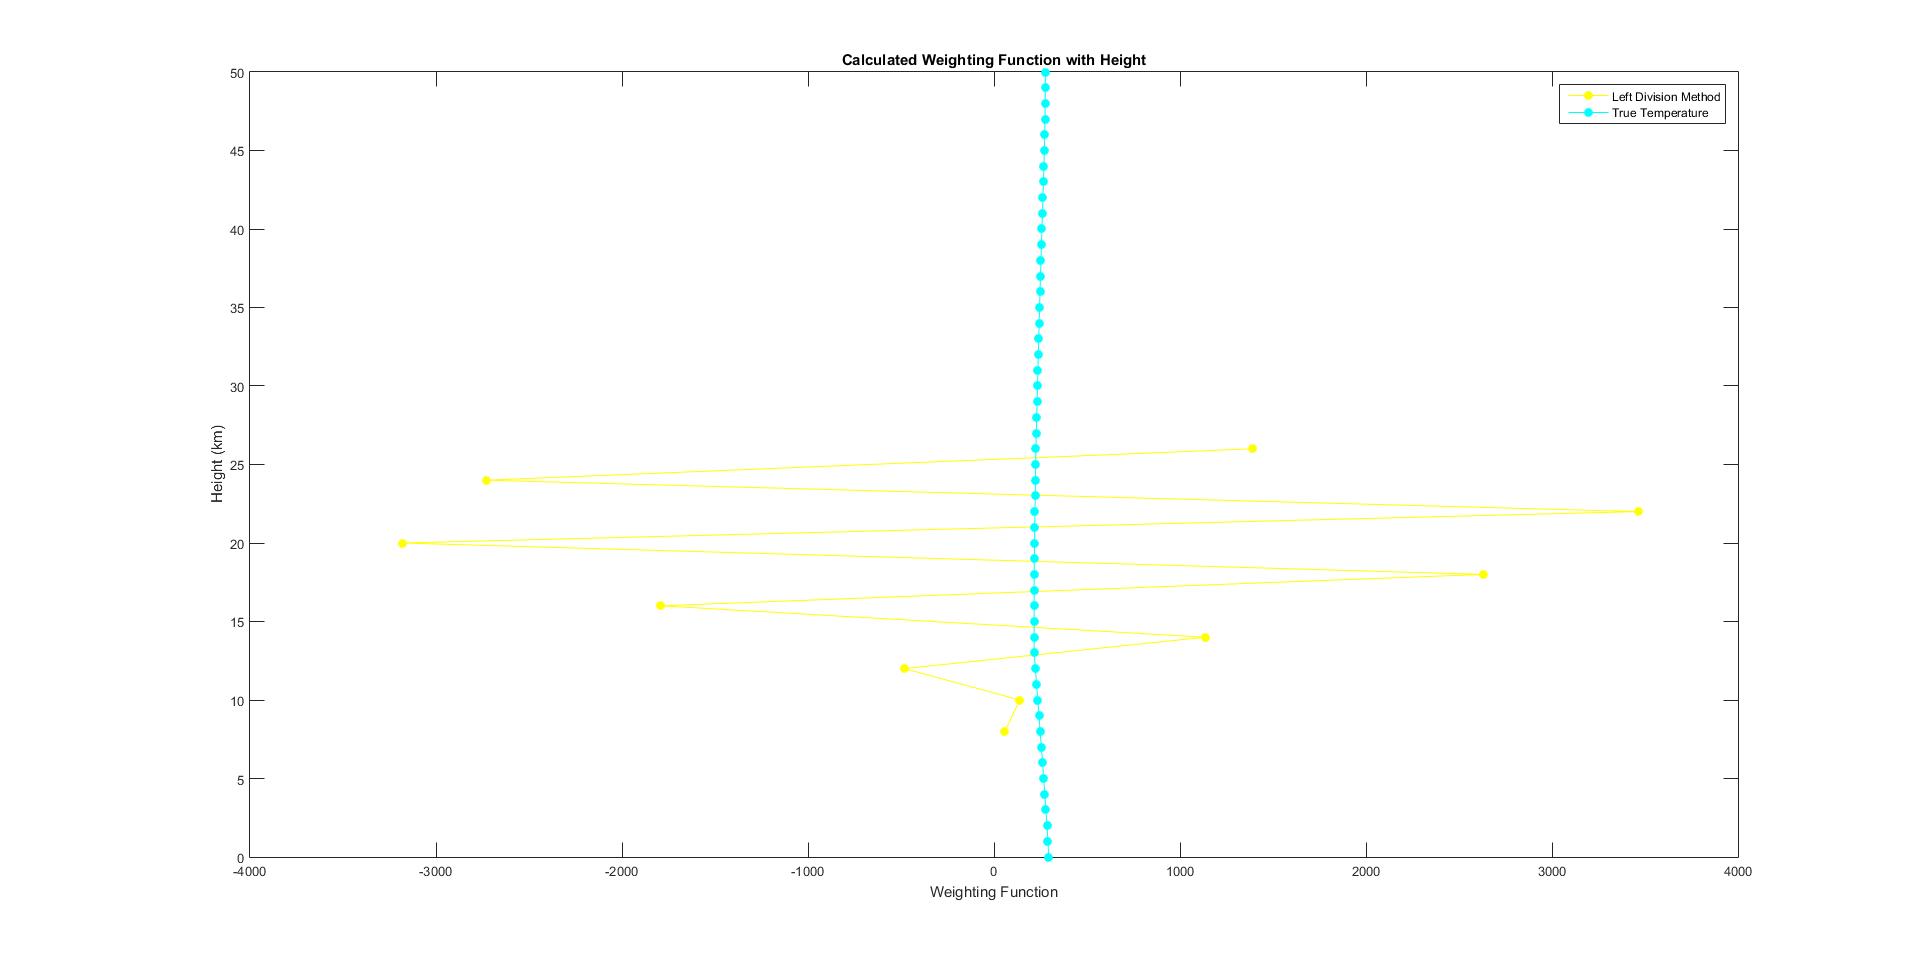 Calculated Weighting Function with Height
50
45
40
35
30
25
20
15
10
5
0
Height (km)
Left Division Method
True Temperature
-4000 -3000 -2000 -1000 0 1000 2000 3000 4000
Weighting Function